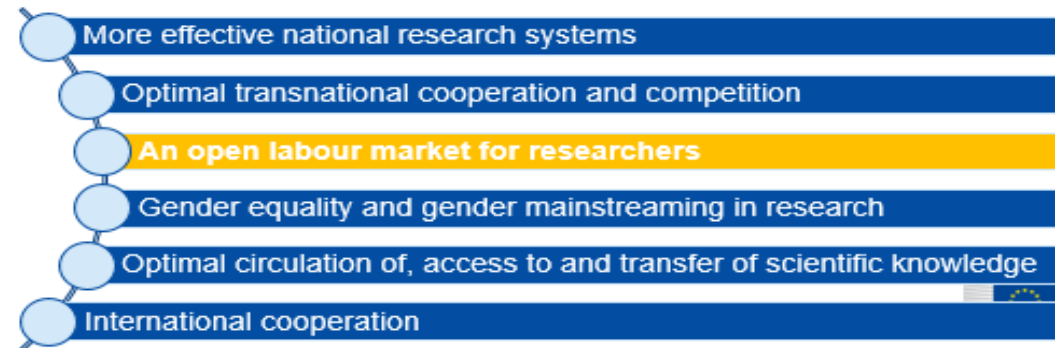 More effective national research systems
Optimal transnational cooperation and competition
An open labour market for researchers
Gender equality and gender mainstreaming in research
Optimal circulation of, access to and transfer of scientific knowledge
International cooperation